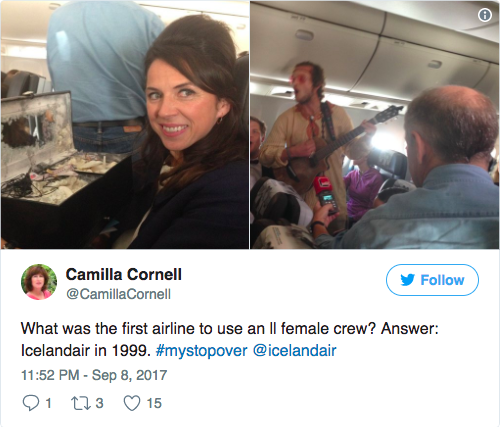 Camilla Cornell
@CamillaCornell
Follow
What was the first airline to use an ll female crew? Answer:
Icelandair in 1999. #mystopover @icelandair
11:52 PM - Sep 8, 2017
1 3 15